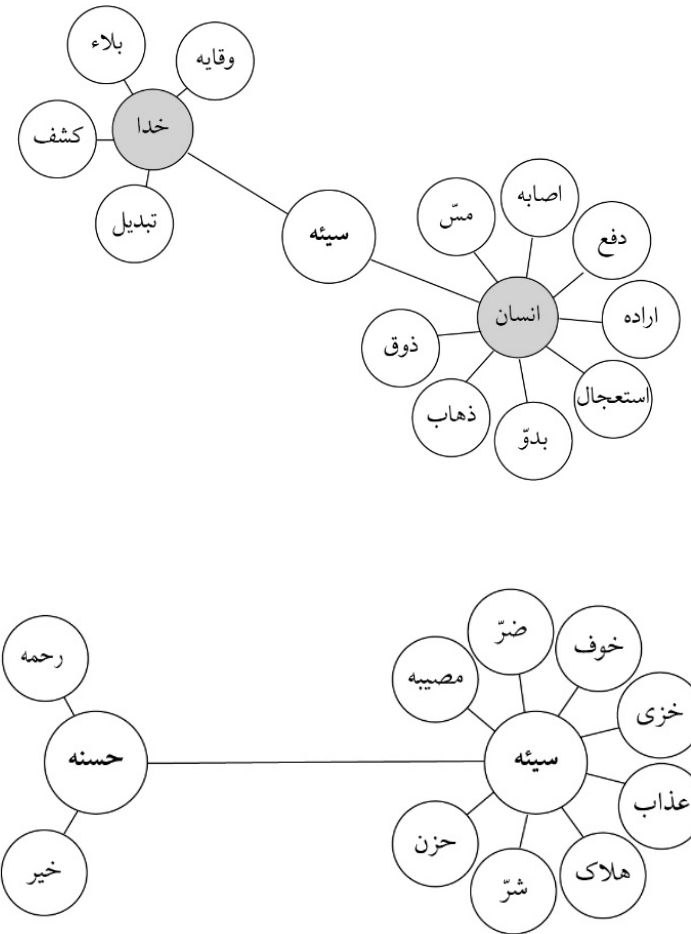 بلاء
وقایه
خدا
کشف
تبدیل
سیئه
مسّ
اصابه
دفع
انسان
اراده
ذوق
استعجال
ذهاب
بدوّ
ضرّ
خوف
رحمه
مصیبه
خزی
حسنه
سیئه
عذاب
حزن
خیر
هلاک
شرّ